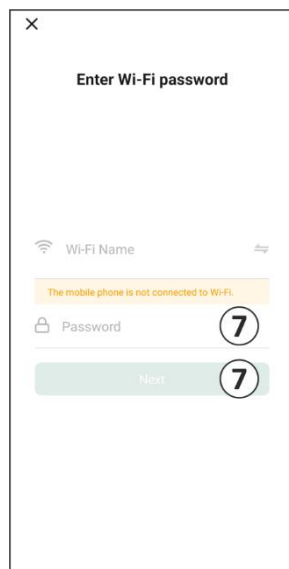 Enter Wi-Fi password
Wi-Fi Name
The mobile phone is not connected to Wi-Fi.
Password 7
Next 7